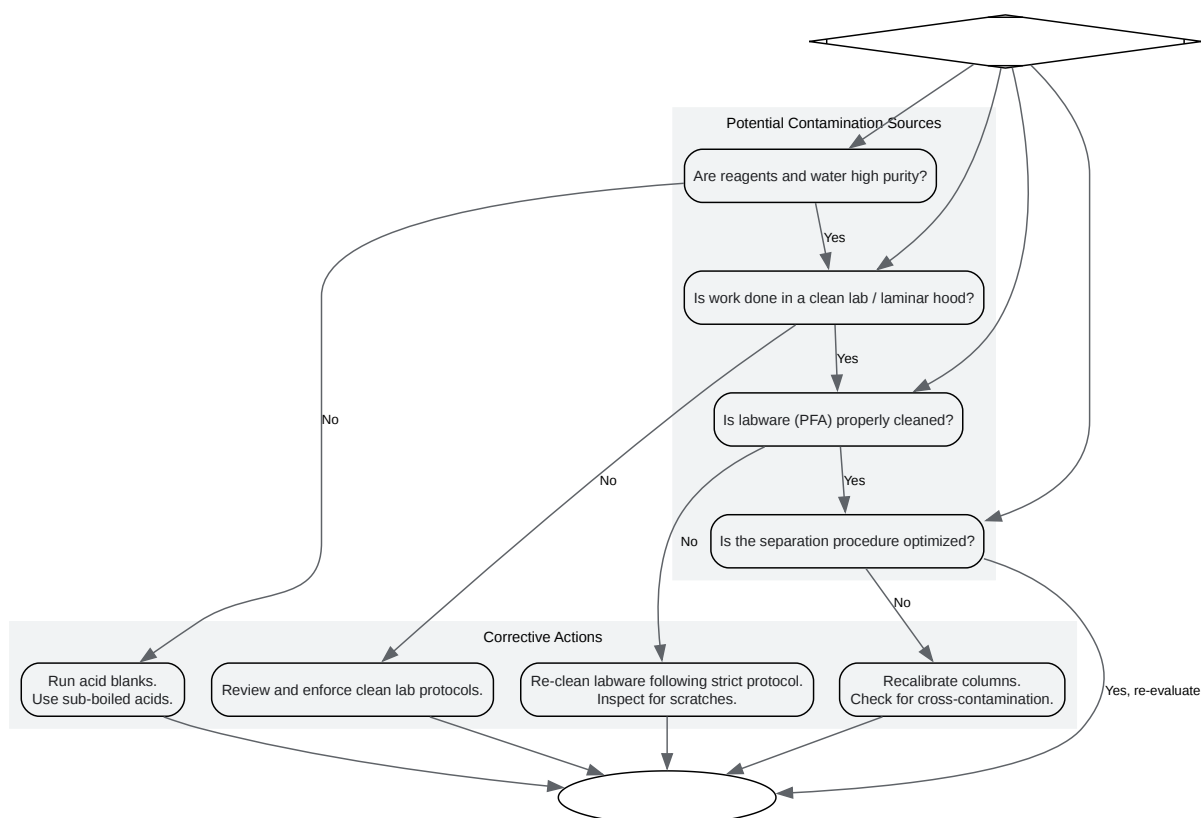 Potential Contamination Sources
Are reagents and water high purity?
Yes
Is work done in a clean lab / laminar hood?
Yes
Is labware (PFA) properly cleaned?
No
Yes
No
Is the separation procedure optimized?
No
No
Corrective Actions
Run acid blanks.
Use sub-boiled acids.
Review and enforce clean lab protocols.
Re-clean labware following strict protocol.
Inspect for scratches.
Recalibrate columns.
Check for cross-contamination.
Yes, re-evaluate